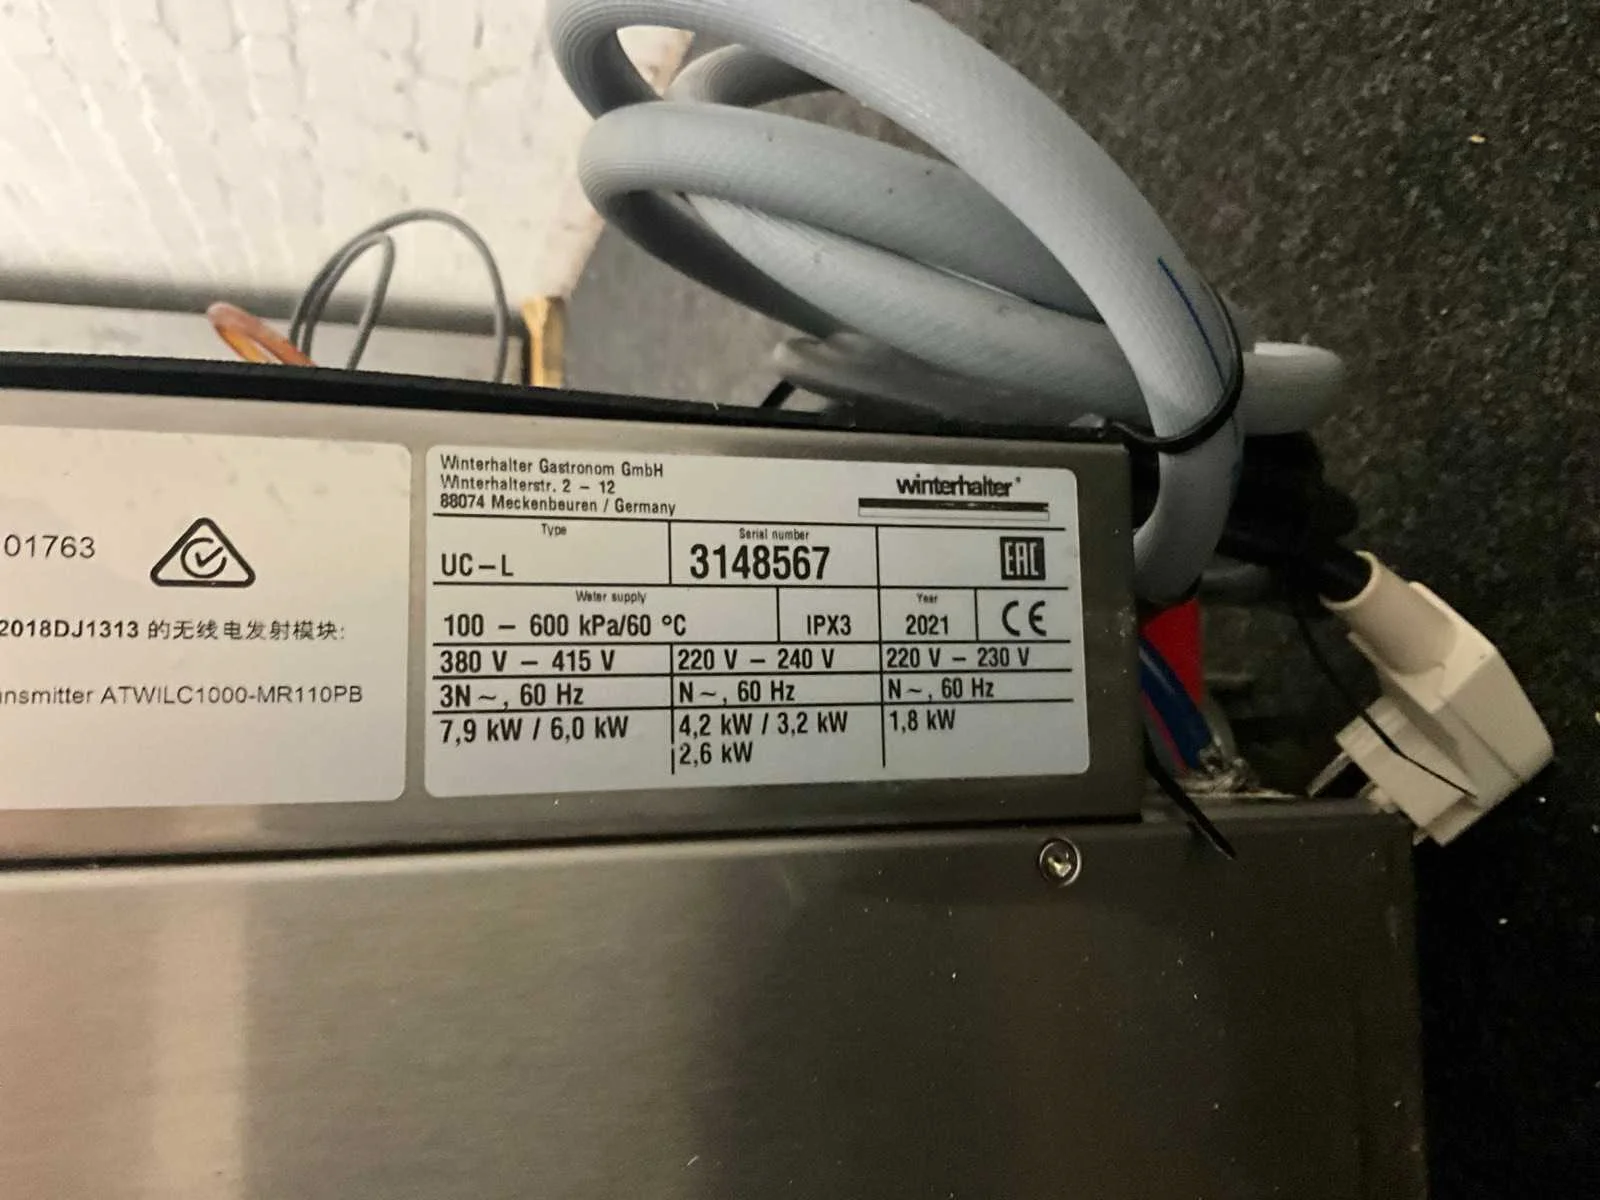 01763
2018DJ1313 的无线电发射模块:
nsmitter ATWILC1000-MR110PB
Winterhalter Gastronom GmbH
Winterhalterstr. 2 – 12
88074 Meckenbeuren / Germany
winterhalter®
Type
UC–L
Serial number
3148567
EAC
Water supply
100 – 600 kPa/60 °C
IPX3
Year
2021
CE
380 V – 415 V
220 V – 240 V
220 V – 230 V
3N ~, 60 Hz
N ~, 60 Hz
N ~, 60 Hz
7,9 kW / 6,0 kW
4,2 kW / 3,2 kW
2,6 kW
1,8 kW